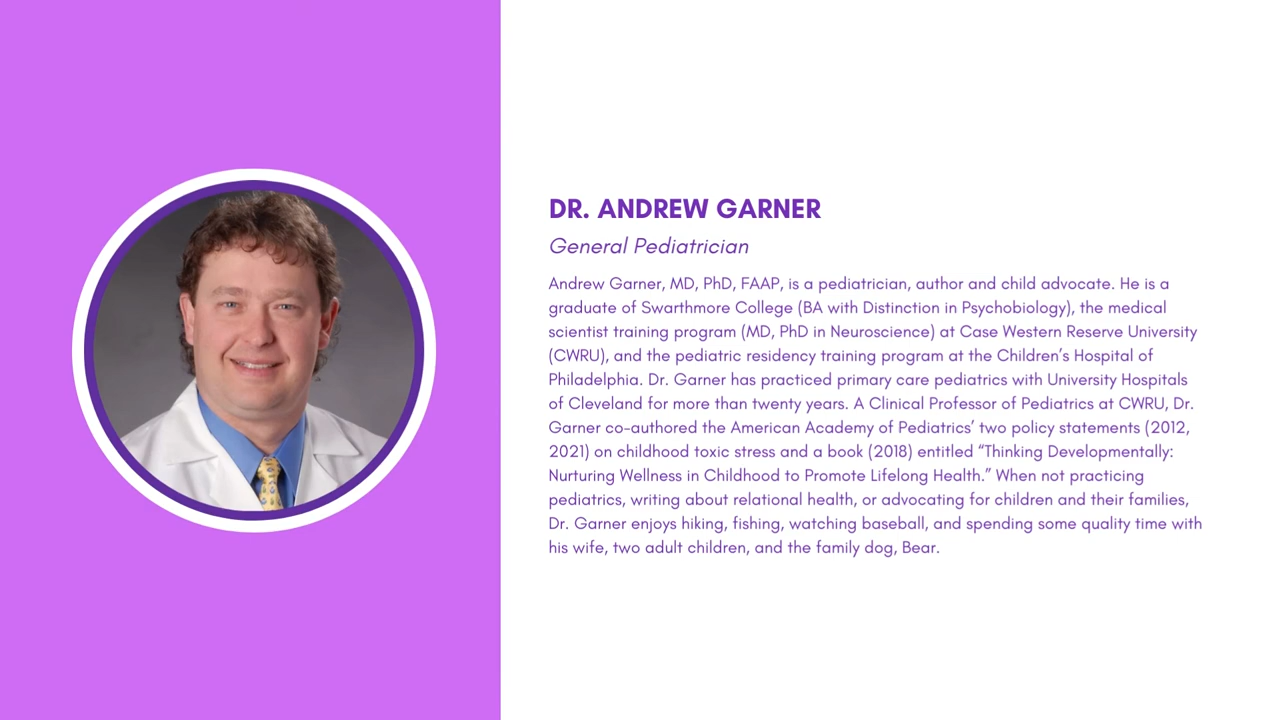 DR. ANDREW GARNER
General Pediatrician
Andrew Garner, MD, PhD, FAAP, is a pediatrician, author and child advocate. He is a
graduate of Swarthmore College (BA with Distinction in Psychobiology), the medical
scientist training program (MD, PhD in Neuroscience) at Case Western Reserve University
(CWRU), and the pediatric residency training program at the Children's Hospital of
Philadelphia. Dr. Garner has practiced primary care pediatrics with University Hospitals
of Cleveland for more than twenty years. A Clinical Professor of Pediatrics at CWRU, Dr.
Garner co-authored the American Academy of Pediatrics' two policy statements (2012,
2021) on childhood toxic stress and a book (2018) entitled “Thinking Developmentally:
Nurturing Wellness in Childhood to Promote Lifelong Health.” When not practicing
pediatrics, writing about relational health, or advocating for children and their families,
Dr. Garner enjoys hiking, fishing, watching baseball, and spending some quality time with
his wife, two adult children, and the family dog, Bear.